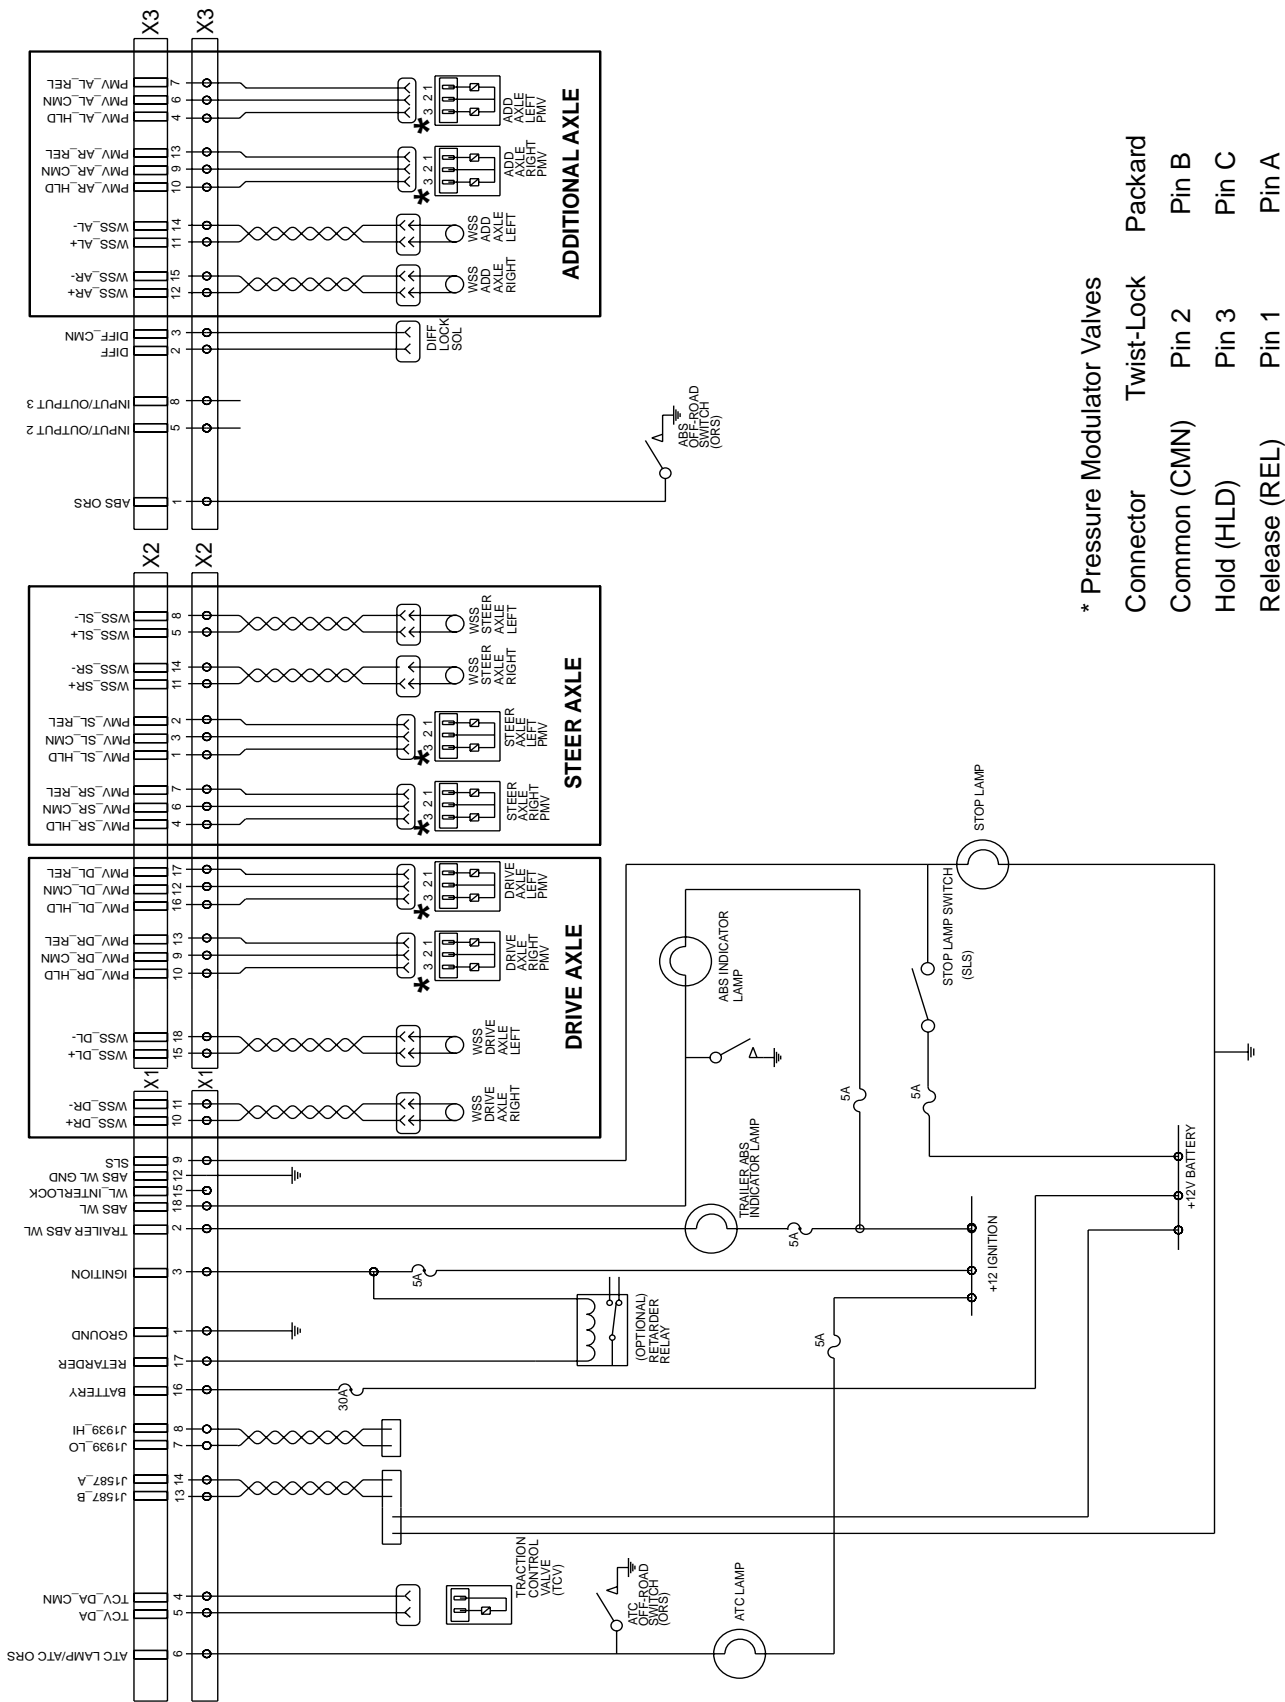 X3
X3
PMV_AL_REL
PMV_AL_CMN
PMV_AL_HLD
PMV_AR_REL
PMV_AR_CMN
PMV_AR_HLD
WSS_AL-
WSS_AL+
WSS_AR-
WSS_AR+
DIFF_CMN
DIFF
INPUT/OUTPUT 3
INPUT/OUTPUT 2
ABS ORS
7
6
4
13
9
10
14
11
15
12
3
2
8
5
1
* 3 2 1
ADD
AXLE
LEFT
PMV
* 3 2 1
ADD
AXLE
RIGHT
PMV
WSS
ADD
AXLE
LEFT
WSS
ADD
AXLE
RIGHT
ADDITIONAL AXLE
DIFF
LOCK
SOL
ABS
OFF-ROAD
SWITCH
(ORS)
X2
X2
WSS_SL-
WSS_SL+
WSS_SR-
WSS_SR+
PMV_SL_REL
PMV_SL_CMN
PMV_SL_HLD
PMV_SR_REL
PMV_SR_CMN
PMV_SR_HLD
8
5
14
11
2
3
1
7
6
4
WSS
STEER
AXLE
LEFT
WSS
STEER
AXLE
RIGHT
* 3 2 1
STEER
AXLE
LEFT
PMV
* 3 2 1
STEER
AXLE
RIGHT
PMV
STEER AXLE
PMV_DL_REL
PMV_DL_CMN
PMV_DL_HLD
PMV_DR_REL
PMV_DR_CMN
PMV_DR_HLD
WSS_DL-
WSS_DL+
17
12
16
13
9
10
18
15
X1
X1
WSS_DR-
WSS_DR+
11
10
* 3 2 1
DRIVE
AXLE
LEFT
PMV
* 3 2 1
DRIVE
AXLE
RIGHT
PMV
WSS
DRIVE
AXLE
LEFT
WSS
DRIVE
AXLE
RIGHT
DRIVE AXLE
SLS
ABS WL GND
WL_INTERLOCK
ABS WL
TRAILER ABS WL
IGNITION
GROUND
RETARDER
BATTERY
J1939_HI
J1939_LO
J1587_A
J1587_B
TCV_DA_CMN
TCV_DA
ATC LAMP/ATC ORS
9
12
15
18
2
3
1
17
16
8
7
14
13
4
5
6
STOP LAMP
STOP LAMP SWITCH
(SLS)
ABS INDICATOR
LAMP
TRAILER ABS
INDICATOR LAMP
5A
5A
5A
5A
5A
30A
+12V BATTERY
+12 IGNITION
(OPTIONAL)
RETARDER
RELAY
TRACTION
CONTROL
VALVE
(TCV)
ATC
OFF-ROAD
SWITCH
(ORS)
ATC LAMP
* Pressure Modulator Valves
Connector Twist-Lock Packard
Common (CMN) Pin 2 Pin B
Hold (HLD) Pin 3 Pin C
Release (REL) Pin 1 Pin A